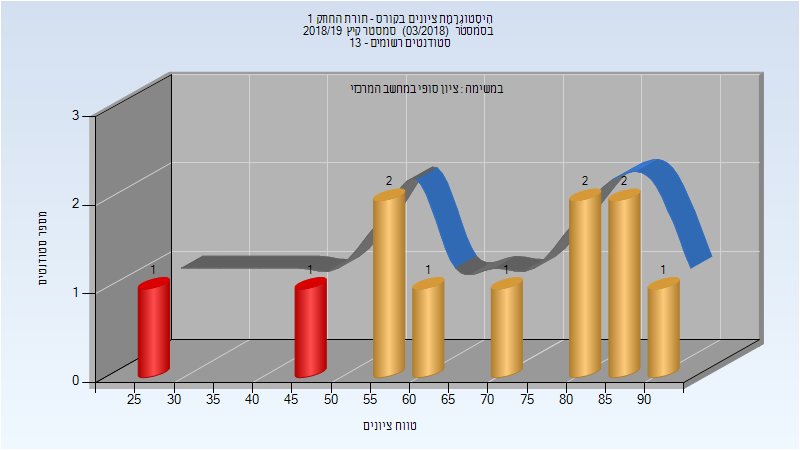 היסטוגרמת ציונים בקורס - תורת החוזק 1
בסמסטר (03/2018) סמסטר קיץ 2018/19
סטודנטים רשומים - 13
במשימה : ציון סופי במחשב המרכזי
מספר סטודנטים
3
2
1
0
1
1
2
1
1
2
2
1
25 30 35 40 45 50 55 60 65 70 75 80 85 90
טווח ציונים